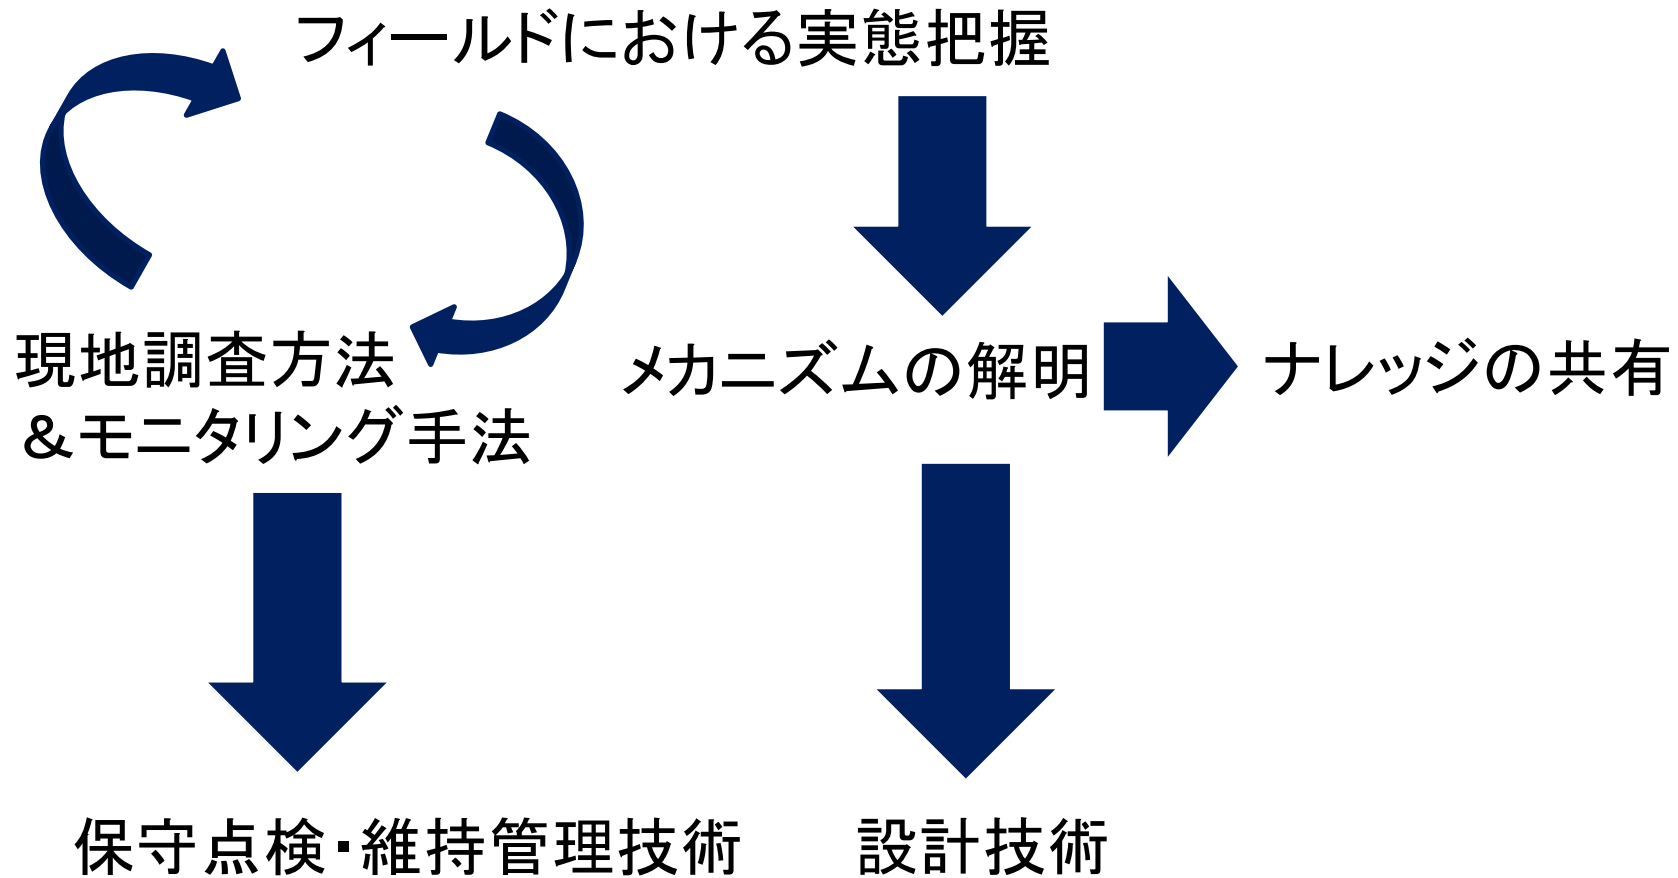 フィールドにおける実態把握
現地調査方法
＆モニタリング手法
メカニズムの解明
ナレッジの共有
保守点検・維持管理技術
設計技術